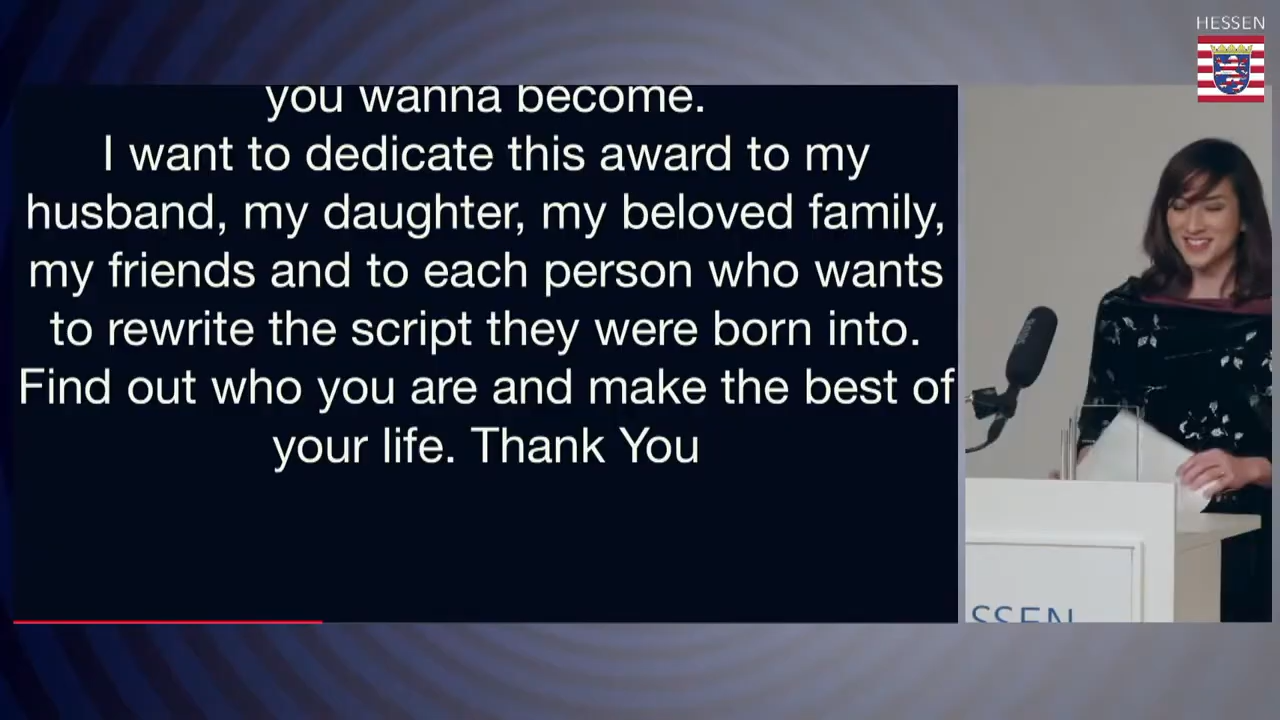 HESSEN
you wanna become.
I want to dedicate this award to my
husband, my daughter, my beloved family,
my friends and to each person who wants
to rewrite the script they were born into.
Find out who you are and make the best of
your life. Thank You
SSEN